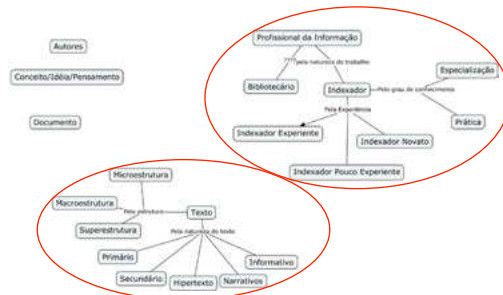 Autores
Conceito/Idéia/Pensamento
Documento
Profissional da Informação
????pela natureza do trabalho
Bibliotecário
Indexador
Pelo grau de conhecimento
Especialização
Prática
Pela Experiência
Indexador Experiente
Indexador Novato
Indexador Pouco Experiente
Microestrutura
Macroestrutura
Pela estrutura
Texto
Superestrutura
Pela natureza do texto
Primário
Secundário
Hipertexto
Narrativos
Informativo